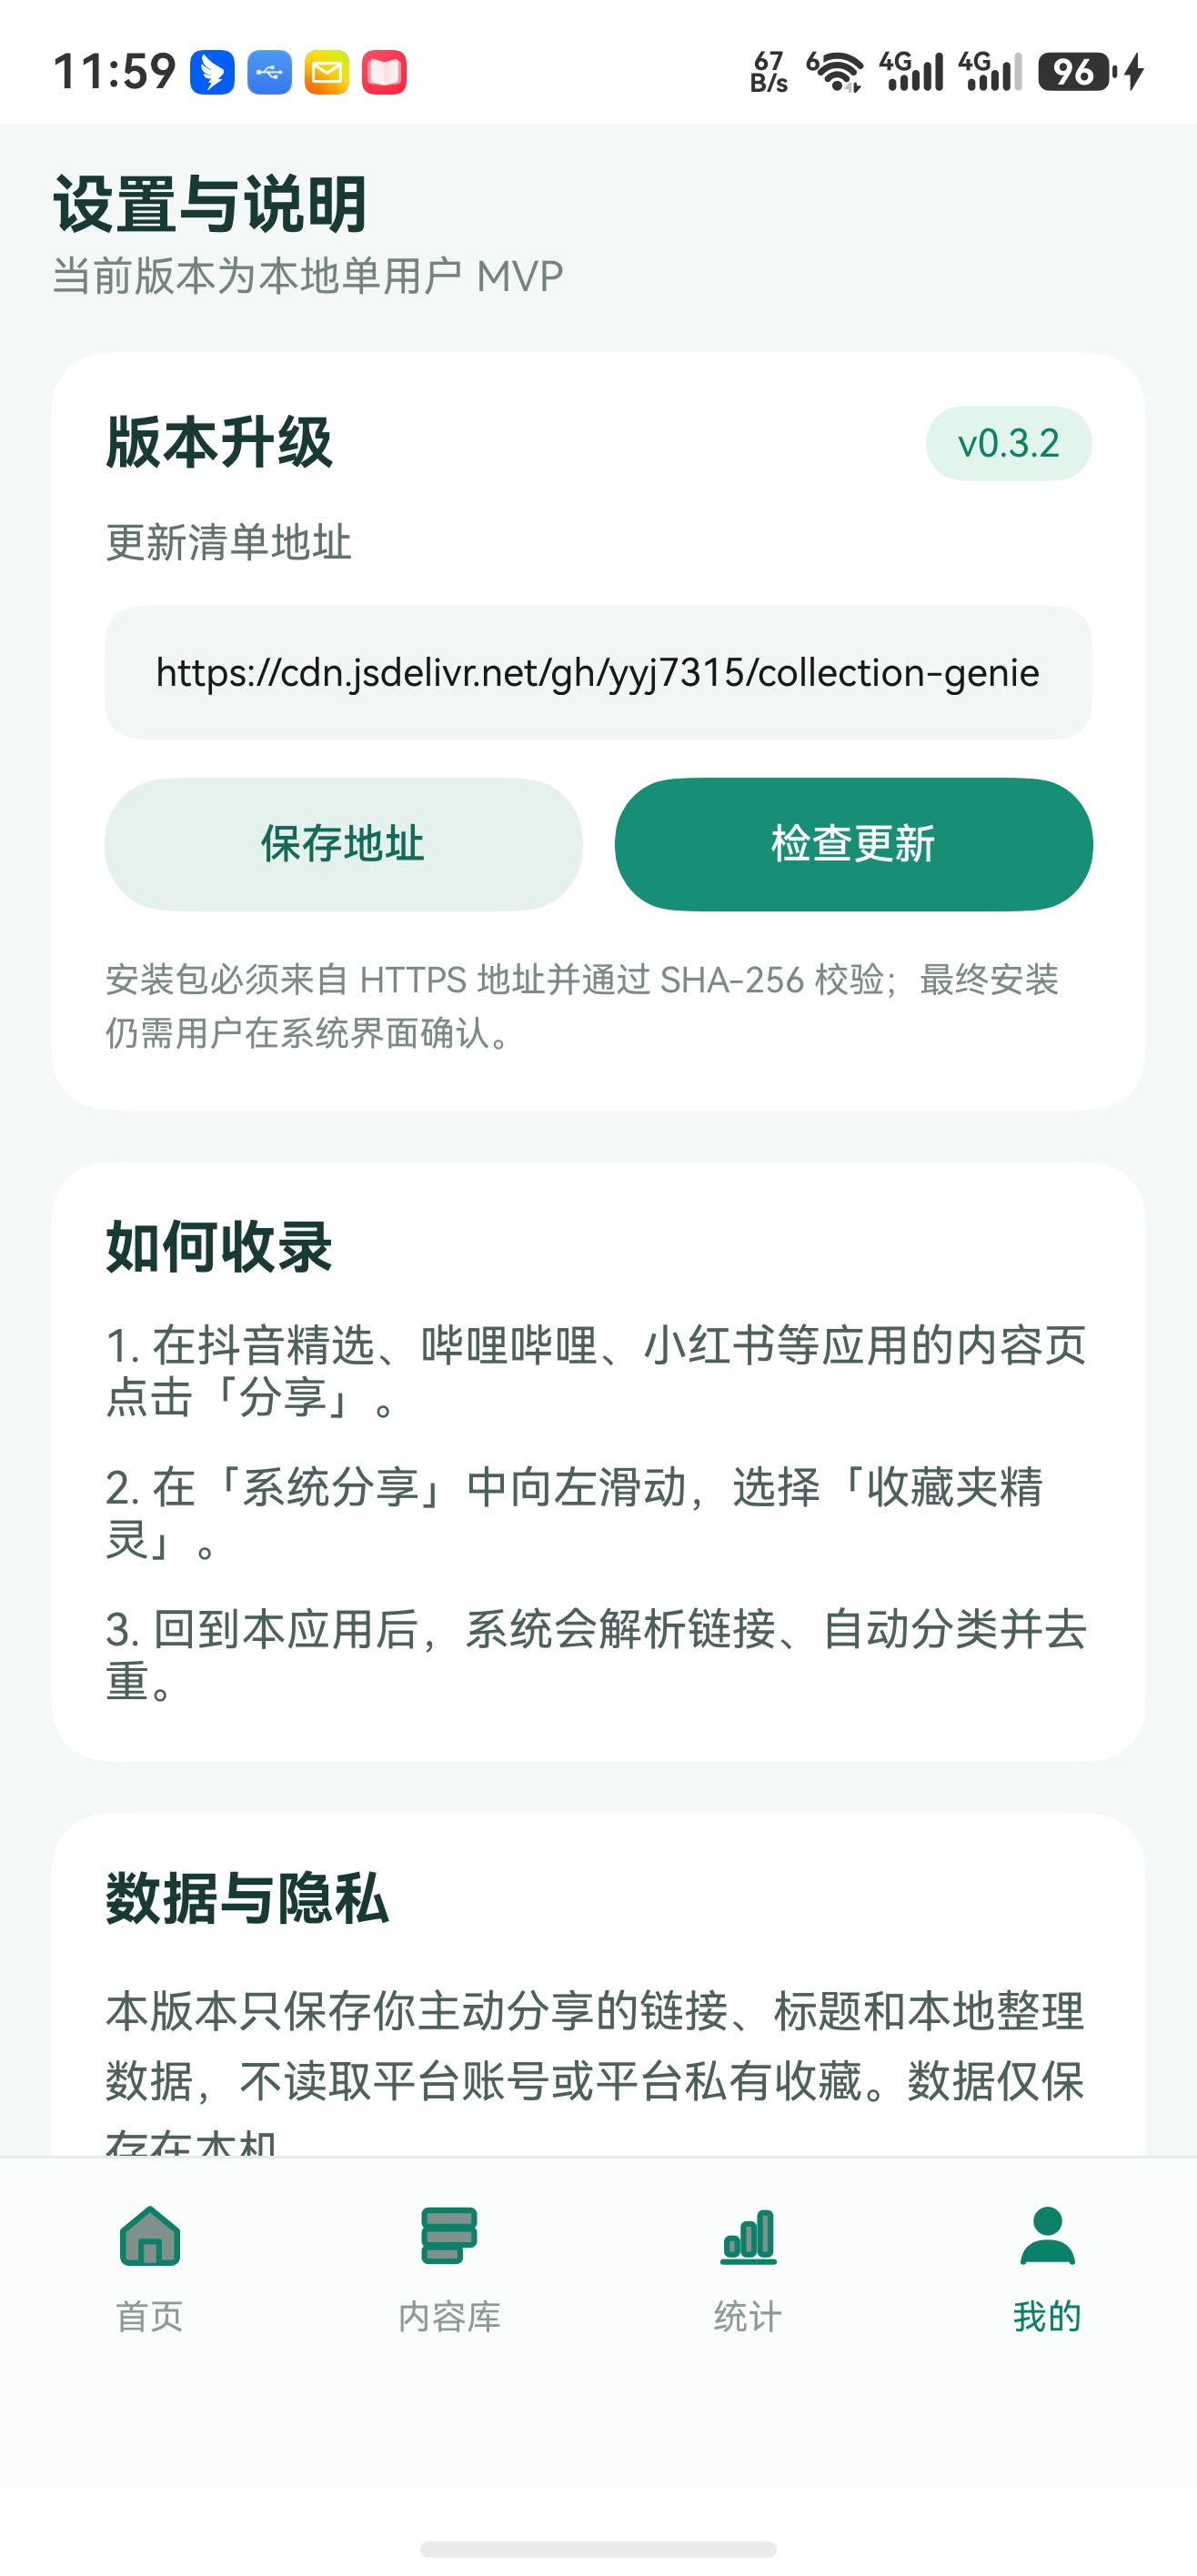 11:59
67 B/s 6 4G 4G 96
设置与说明
当前版本为本地单用户 MVP
版本升级
v0.3.2
更新清单地址
https://cdn.jsdelivr.net/gh/yyj7315/collection-genie
保存地址
检查更新
安装包必须来自 HTTPS 地址并通过 SHA-256 校验；最终安装
仍需用户在系统界面确认。
如何收录
1. 在抖音精选、哔哩哔哩、小红书等应用的内容页
点击「分享」。
2. 在「系统分享」中向左滑动，选择「收藏夹精
灵」。
3. 回到本应用后，系统会解析链接、自动分类并去
重。
数据与隐私
本版本只保存你主动分享的链接、标题和本地整理
数据，不读取平台账号或平台私有收藏。数据仅保
存在本机
首页
内容库
统计
我的